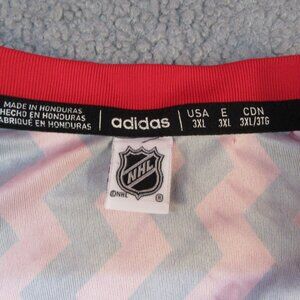 MADE IN HONDURAS
HECHO EN HONDURAS
FABRIQUÉ EN HONDURAS
adidas
USA E CDN
3XL 3XL 3XL/3TG
NHL
©NHL ®